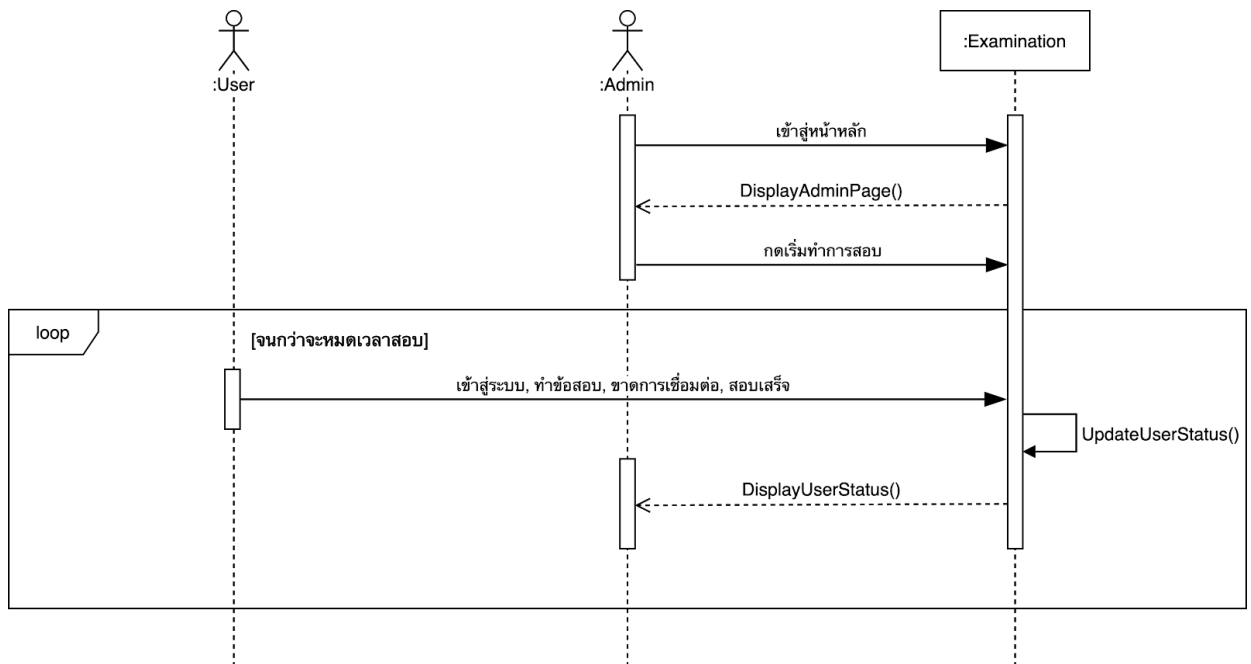 :User
:Admin
:Examination
เข้าสู่หน้าหลัก
DisplayAdminPage()
กดเริ่มทำการสอบ
loop
[จนกว่าจะหมดเวลาสอบ]
เข้าสู่ระบบ, ทำข้อสอบ, ขาดการเชื่อมต่อ, สอบเสร็จ
UpdateUserStatus()
DisplayUserStatus()